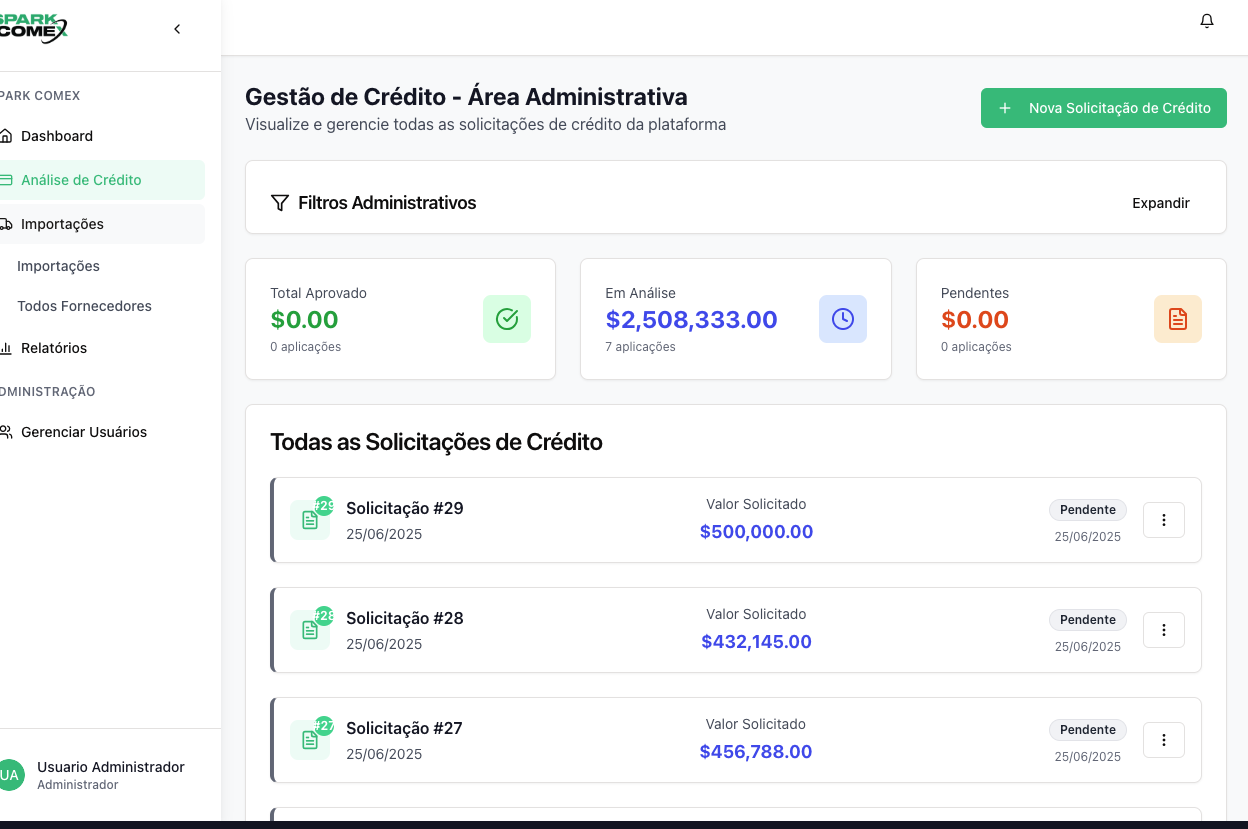 SPARK
COMEX
PARK COMEX
Dashboard
Análise de Crédito
Importações
Importações
Todos Fornecedores
Relatórios
DMINISTRAÇÃO
Gerenciar Usuários
UA
Usuario Administrador
Administrador
Gestão de Crédito - Área Administrativa
Visualize e gerencie todas as solicitações de crédito da plataforma
Nova Solicitação de Crédito
Filtros Administrativos
Expandir
Total Aprovado
$0.00
0 aplicações
Em Análise
$2,508,333.00
7 aplicações
Pendentes
$0.00
0 aplicações
Todas as Solicitações de Crédito
#29
Solicitação #29
25/06/2025
Valor Solicitado
$500,000.00
Pendente
25/06/2025
#28
Solicitação #28
25/06/2025
Valor Solicitado
$432,145.00
Pendente
25/06/2025
#27
Solicitação #27
25/06/2025
Valor Solicitado
$456,788.00
Pendente
25/06/2025